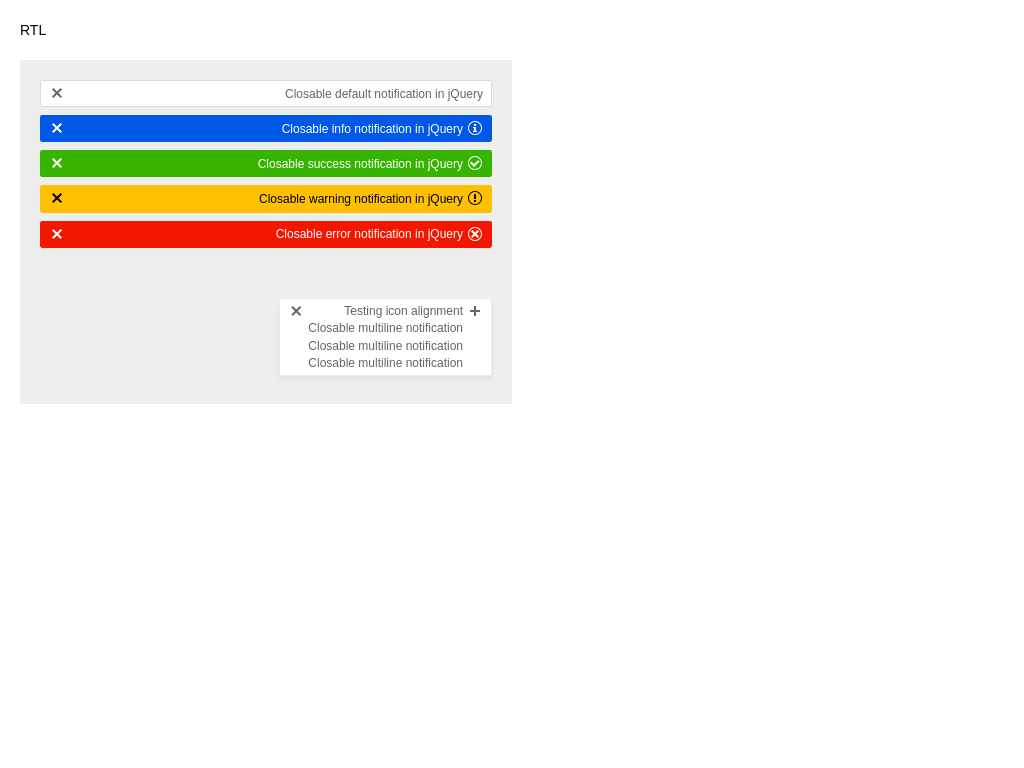 RTL
Closable default notification in jQuery
Closable info notification in jQuery
Closable success notification in jQuery
Closable warning notification in jQuery
Closable error notification in jQuery
Testing icon alignment
Closable multiline notification
Closable multiline notification
Closable multiline notification